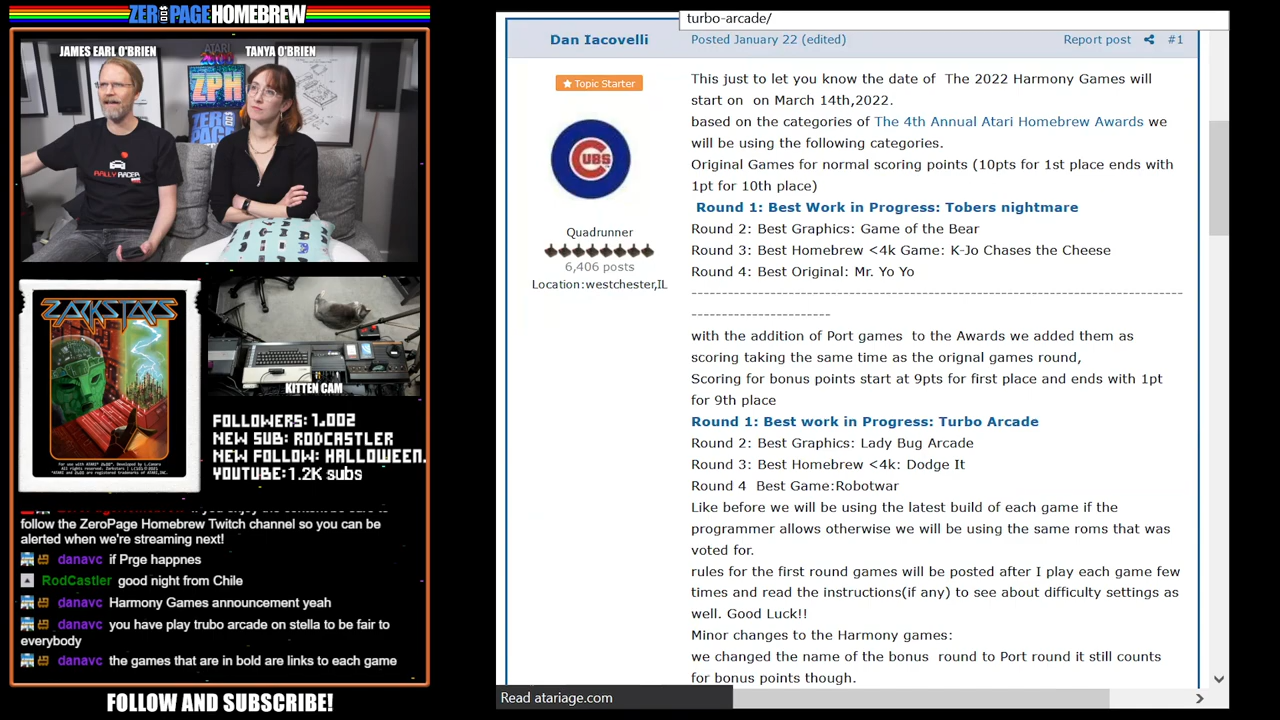 ZEROPAGE HOMEBREW
JAMES EARL O'BRIEN
TANYA O'BRIEN
ATARI
ZPH
RALLY RACER
ZARKSTARS
KITTEN CAM
FOLLOWERS: 1,002
NEW SUB: RODCASTLER
NEW FOLLOW: HALLOWEEN.
YOUTUBE: 1.2K subs
follow the ZeroPage Homebrew Twitch channel so you can be
alerted when we're streaming next!
danavc if Prge happnes
RodCastler good night from Chile
danavc Harmony Games announcement yeah
danavc you have play trubo arcade on stella to be fair to
everybody
danavc the games that are in bold are links to each game
FOLLOW AND SUBSCRIBE!
turbo-arcade/
Dan Iacovelli
Posted January 22 (edited)
Report post #1
Topic Starter
CUBS
Quadrunner
6,406 posts
Location:westchester,IL
This just to let you know the date of The 2022 Harmony Games will
start on on March 14th,2022.
based on the categories of The 4th Annual Atari Homebrew Awards we
will be using the following categories.
Original Games for normal scoring points (10pts for 1st place ends with
1pt for 10th place)
Round 1: Best Work in Progress: Tobers nightmare
Round 2: Best Graphics: Game of the Bear
Round 3: Best Homebrew <4k Game: K-Jo Chases the Cheese
Round 4: Best Original: Mr. Yo Yo
--------------------------------------------------------------------------------
----------------------
with the addition of Port games to the Awards we added them as
scoring taking the same time as the orignal games round,
Scoring for bonus points start at 9pts for first place and ends with 1pt
for 9th place
Round 1: Best work in Progress: Turbo Arcade
Round 2: Best Graphics: Lady Bug Arcade
Round 3: Best Homebrew <4k: Dodge It
Round 4 Best Game:Robotwar
Like before we will be using the latest build of each game if the
programmer allows otherwise we will be using the same roms that was
voted for.
rules for the first round games will be posted after I play each game few
times and read the instructions(if any) to see about difficulty settings as
well. Good Luck!!
Minor changes to the Harmony games:
we changed the name of the bonus round to Port round it still counts
for bonus points though.
Read atariage.com